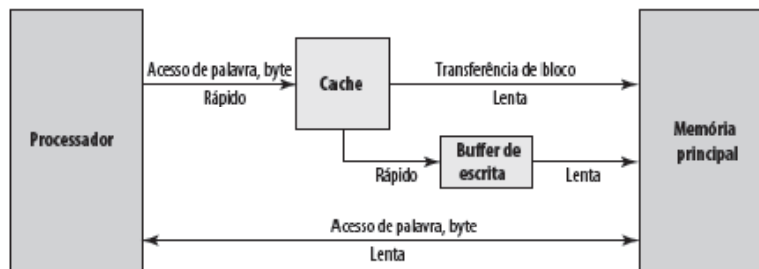 Acesso de palavra, byte
Rápido
Cache
Transferência de bloco
Lenta
Processador
Memória
principal
Rápido
Buffer de
escrita
Lenta
Acesso de palavra, byte
Lenta